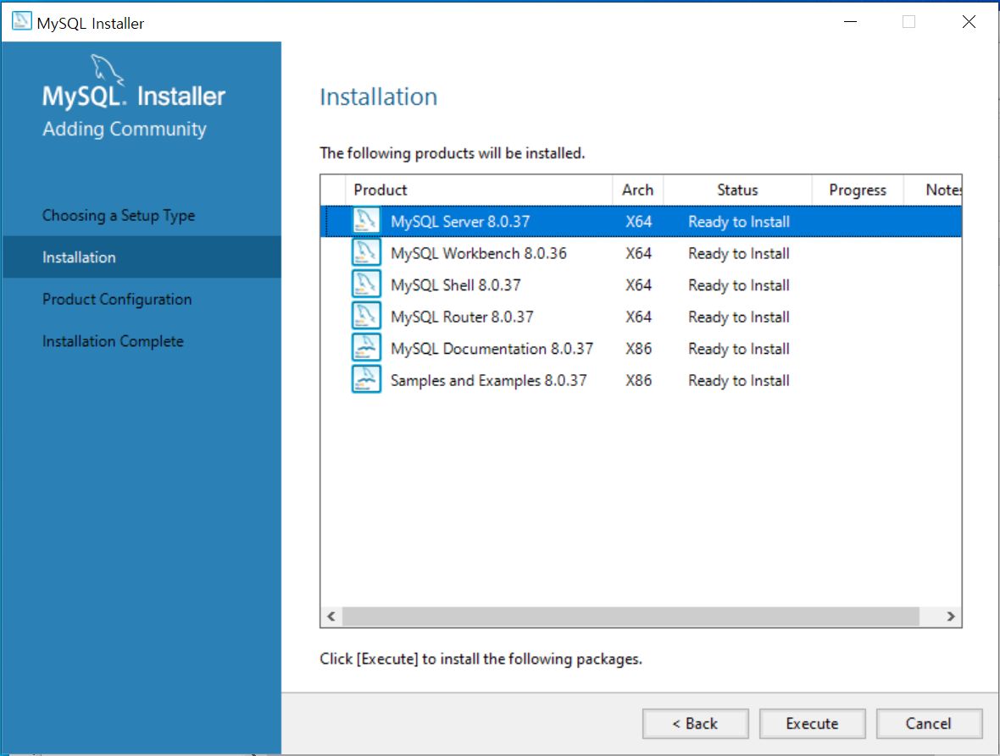 MySQL Installer
MySQL. Installer
Adding Community
Choosing a Setup Type
Installation
Product Configuration
Installation Complete
Installation
The following products will be installed.
Product Arch Status Progress Notes
MySQL Server 8.0.37 X64 Ready to Install
MySQL Workbench 8.0.36 X64 Ready to Install
MySQL Shell 8.0.37 X64 Ready to Install
MySQL Router 8.0.37 X64 Ready to Install
MySQL Documentation 8.0.37 X86 Ready to Install
Samples and Examples 8.0.37 X86 Ready to Install
Click [Execute] to install the following packages.
< Back Execute Cancel